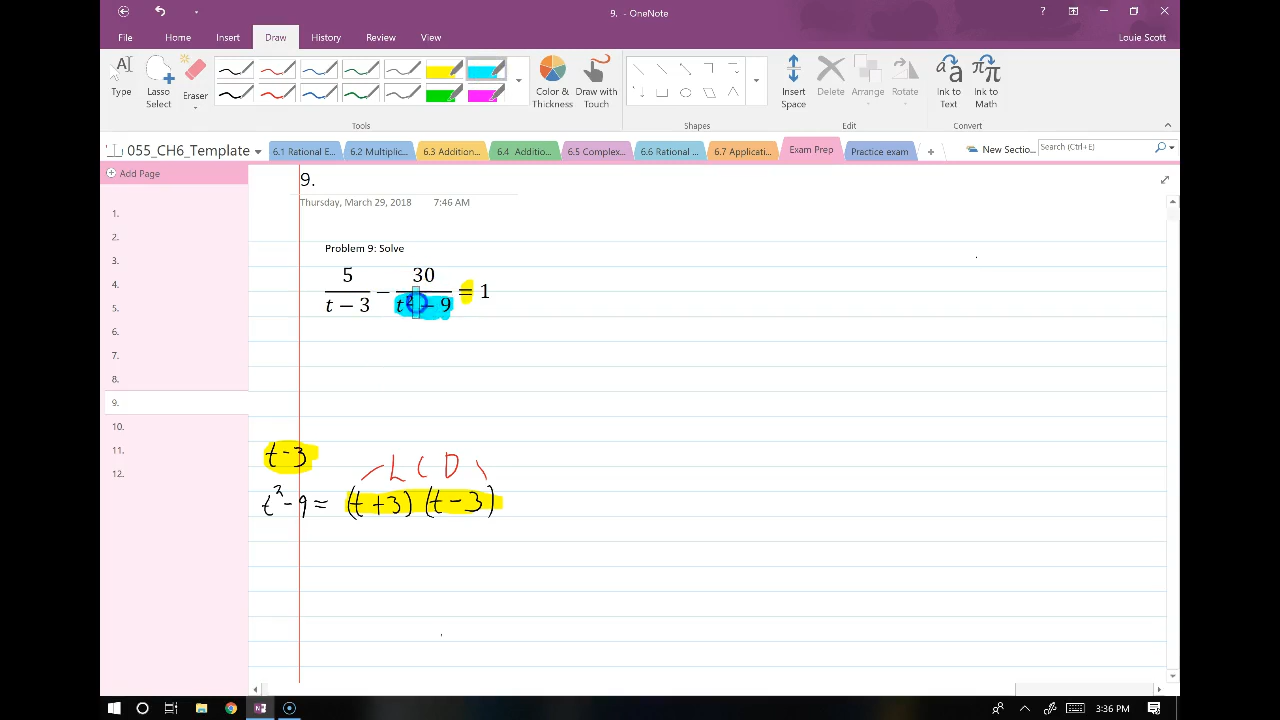 9. - OneNote
?
Louie Scott
File Home Insert Draw History Review View
Type
Lasso Select
Eraser
Color & Thickness
Draw with Touch
Insert Space
Delete
Arrange
Rotate
Ink to Text
Ink to Math
Tools
Shapes
Edit
Convert
055_CH6_Template
6.1 Rational E...
6.2 Multiplic...
6.3 Addition...
6.4 Additio...
6.5 Complex...
6.6 Rational ...
6.7 Applicati...
Exam Prep
Practice exam
New Sectio...
Search (Ctrl+E)
Add Page
1.
2.
3.
4.
5.
6.
7.
8.
9.
10.
11.
12.
9.
Thursday, March 29, 2018 7:46 AM
Problem 9: Solve
5/(t − 3) − 30/(t² − 9) = 1
t-3
LCD
t²-9 = (t+3)(t-3)
3:36 PM